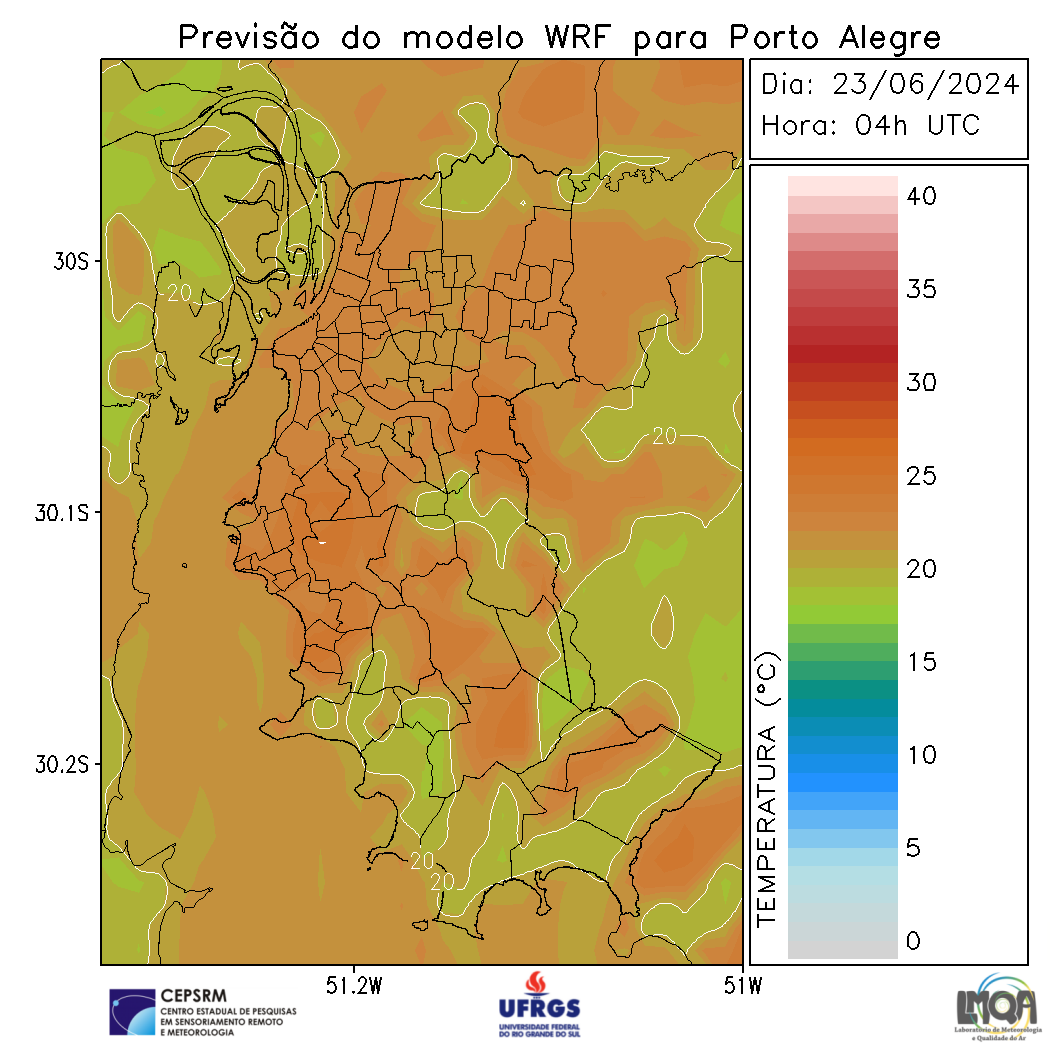 Previsão do modelo WRF para Porto Alegre
Dia: 23/06/2024
Hora: 04h UTC
30S
30.1S
30.2S
51.2W
51W
20
20
20
20
TEMPERATURA (°C)
40
35
30
25
20
15
10
5
0
CEPSRM
CENTRO ESTADUAL DE PESQUISAS
EM SENSORIAMENTO REMOTO
E METEOROLOGIA
UFRGS
UNIVERSIDADE FEDERAL
DO RIO GRANDE DO SUL
LMQA
Laboratório de Meteorologia
e Qualidade do Ar